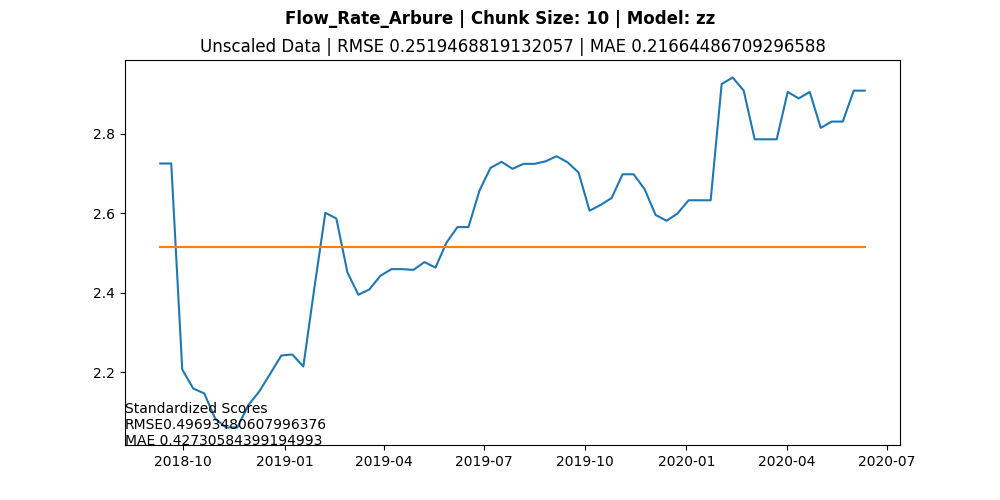 Flow_Rate_Arbure | Chunk Size: 10 | Model: zz
Unscaled Data | RMSE 0.2519468819132057 | MAE 0.21664486709296588
2.8
2.6
2.4
2.2
Standardized Scores
RMSE0.49693480607996376
MAE 0.42730584399194993
2018-10 2019-01 2019-04 2019-07 2019-10 2020-01 2020-04 2020-07